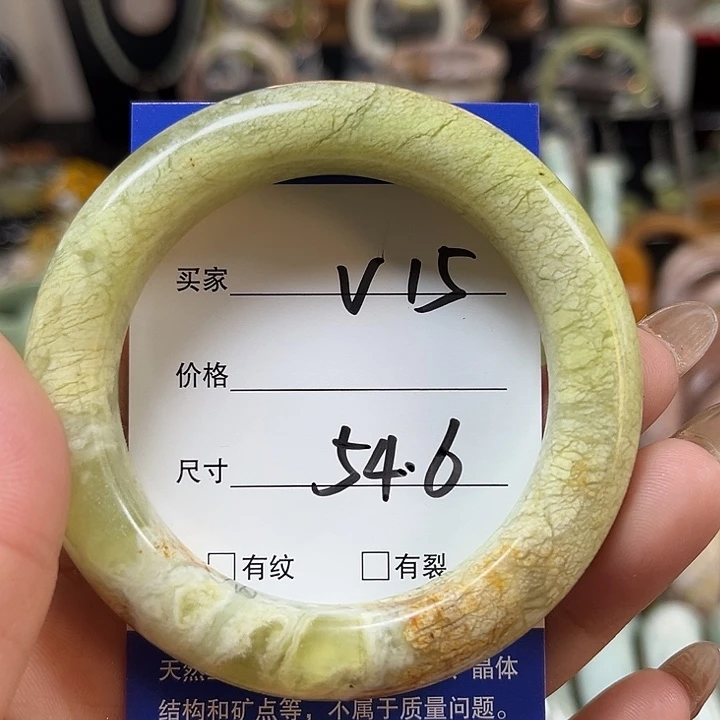 买家 V15
价格
尺寸 54.6
□有纹 □有裂
天然 晶体
结构和矿点等，不属于质量问题。